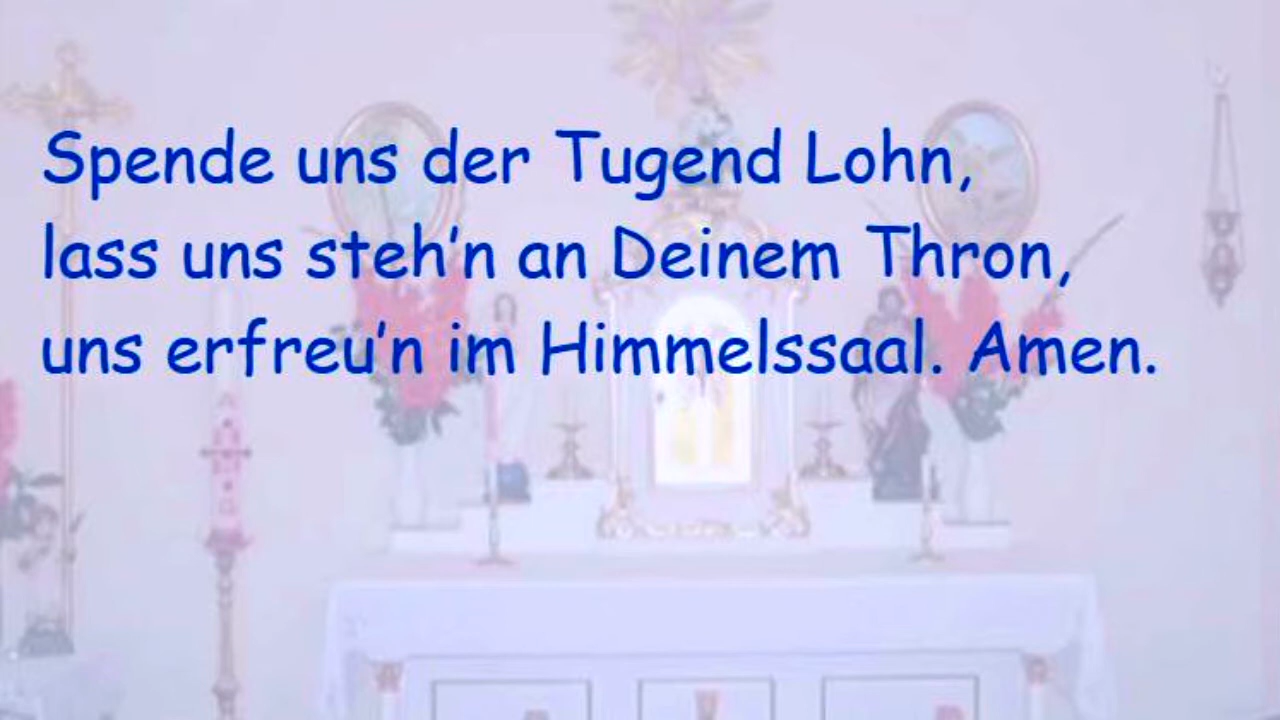 Spende uns der Tugend Lohn,
lass uns steh'n an Deinem Thron,
uns erfreu'n im Himmelssaal. Amen.